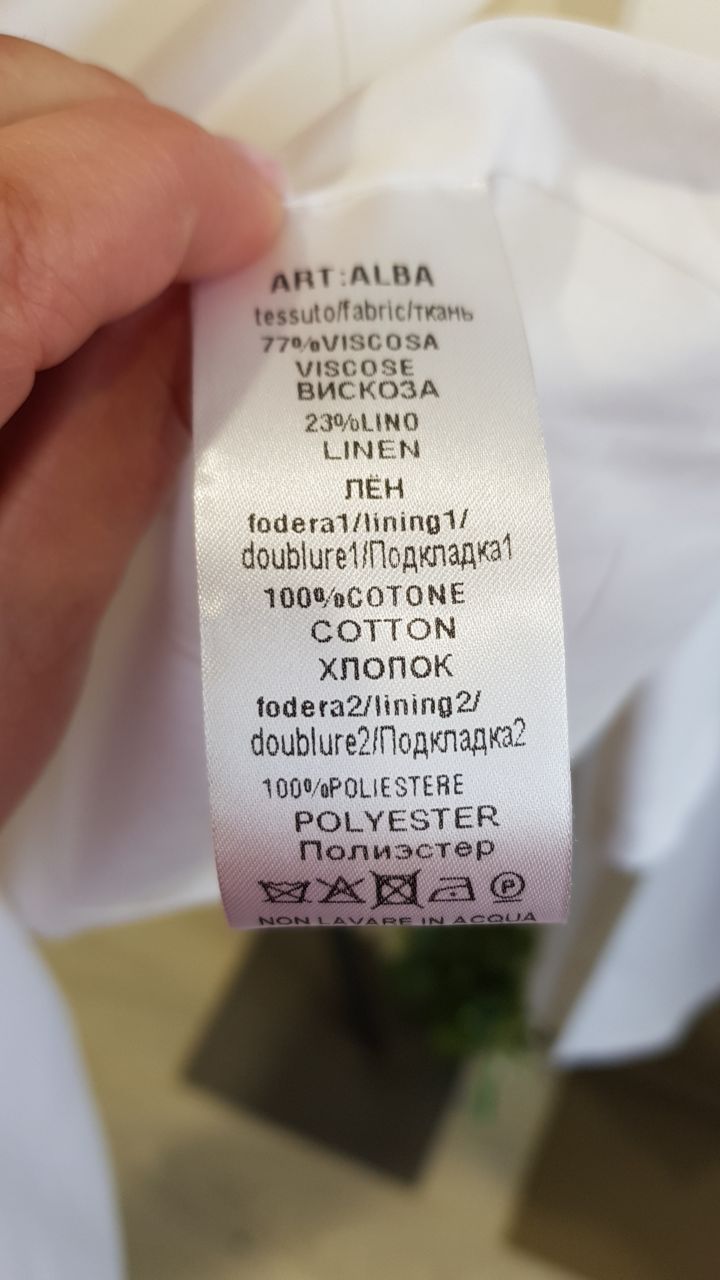 ART:ALBA
tessuto/fabric/ткань
77%VISCOSA
VISCOSE
ВИСКОЗА
23%LINO
LINEN
ЛЁН
fodera1/lining1/
doublure1/Подкладка1
100%COTONE
COTTON
ХЛОПОК
fodera2/lining2/
doublure2/Подкладка2
100%POLIESTERE
POLYESTER
Полиэстер
P
NON LAVARE IN ACQUA